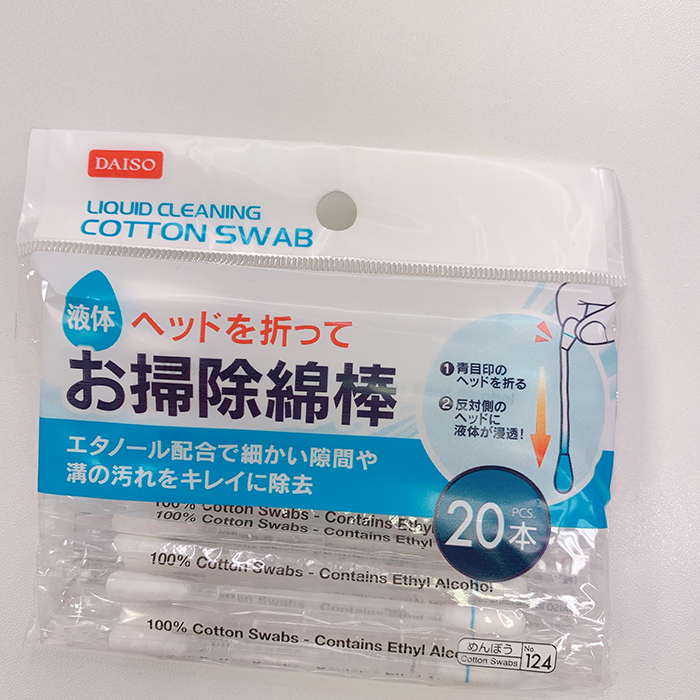 DAISO
LIQUID CLEANING
COTTON SWAB
液体
ヘッドを折って
お掃除綿棒
エタノール配合で細かい隙間や
溝の汚れをキレイに除去
❶青目印の
ヘッドを折る
❷反対側の
ヘッドに
液体が浸透!
20本
PCS
100% Cotton Swabs - Contains Ethyl
100% Cotton Swabs - Contains Ethyl
100% Cotton Swabs - Contains Ethyl Alcohol
100% Cotton Swabs - Contains Ethyl
めんぼう
Cotton Swabs
No.
124